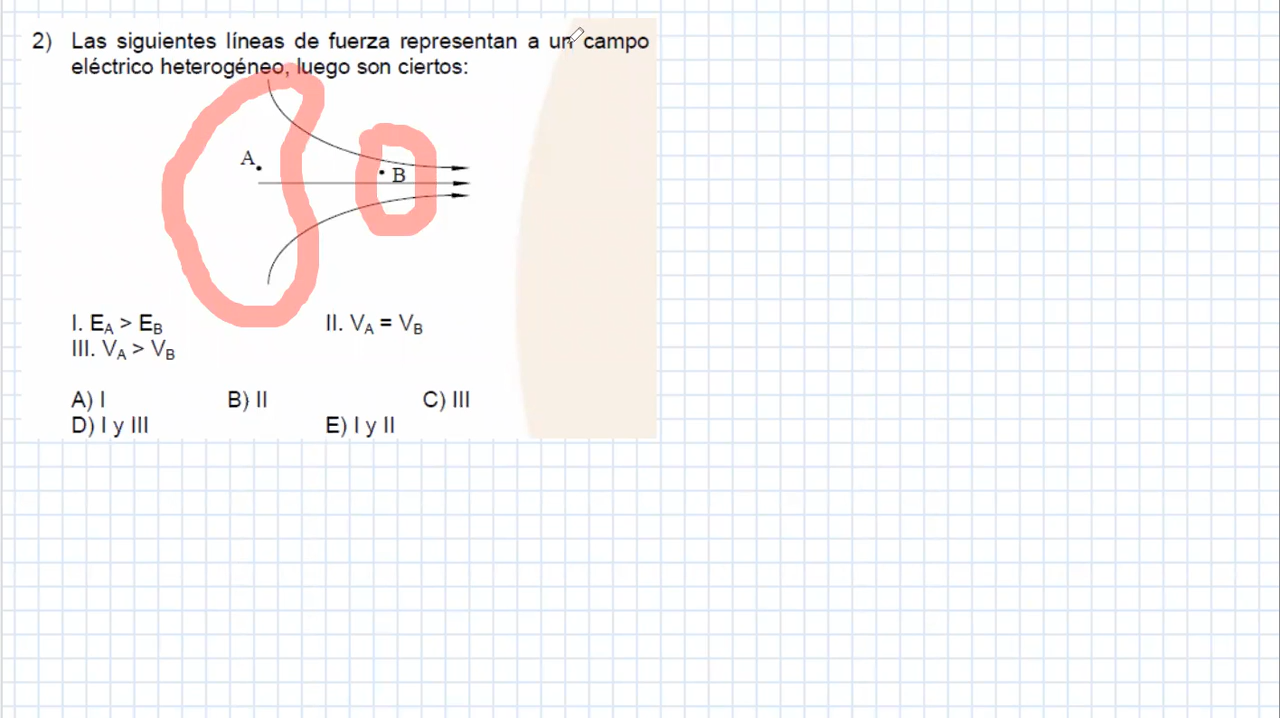 2) Las siguientes líneas de fuerza representan a un campo
eléctrico heterogéneo, luego son ciertos:
A
B
I. E_A > E_B II. V_A = V_B
III. V_A > V_B
A) I B) II C) III
D) I y III E) I y II